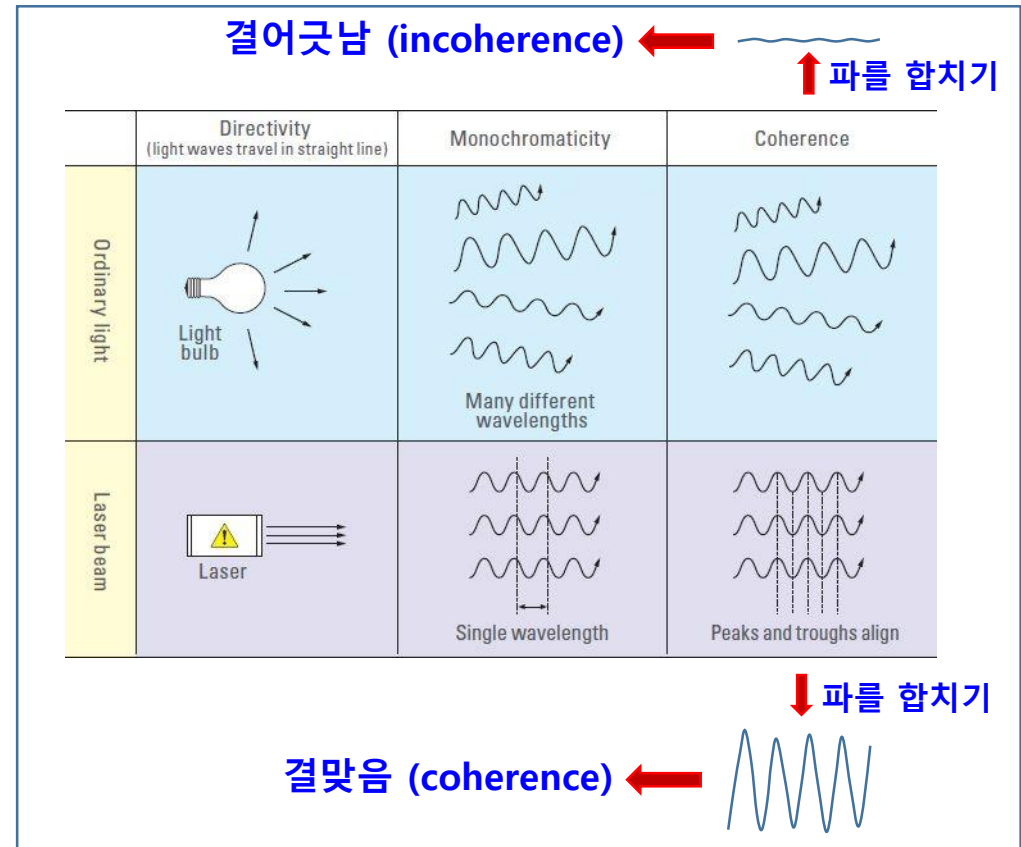 결어긋남 (incoherence)
파를 합치기
Directivity
(light waves travel in straight line)
Monochromaticity
Coherence
Ordinary light
Light
bulb
Many different
wavelengths
Laser beam
Laser
Single wavelength
Peaks and troughs align
파를 합치기
결맞음 (coherence)